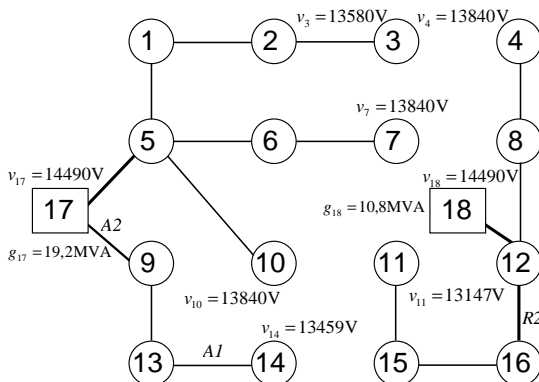 v3 = 13580V v4 = 13840V
1 2 3 4
v7 = 13840V
5 6 7 8
v17 = 14490V v18 = 14490V
17 A2 g18 = 10,8MVA 18
g17 = 19,2MVA 9 10 11 12
v10 = 13840V v11 = 13147V
v14 = 13459V R2
13 A1 14 15 16